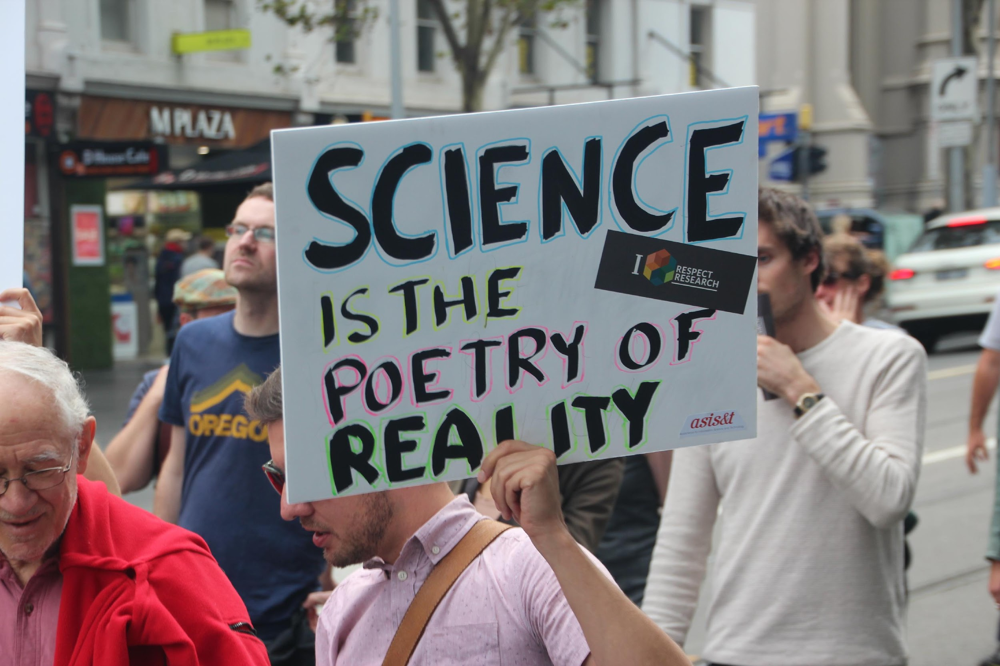 M PLAZA
SCIENCE
IS THE
POETRY OF
REALITY
I RESPECT
RESEARCH
asis&t
OREGO